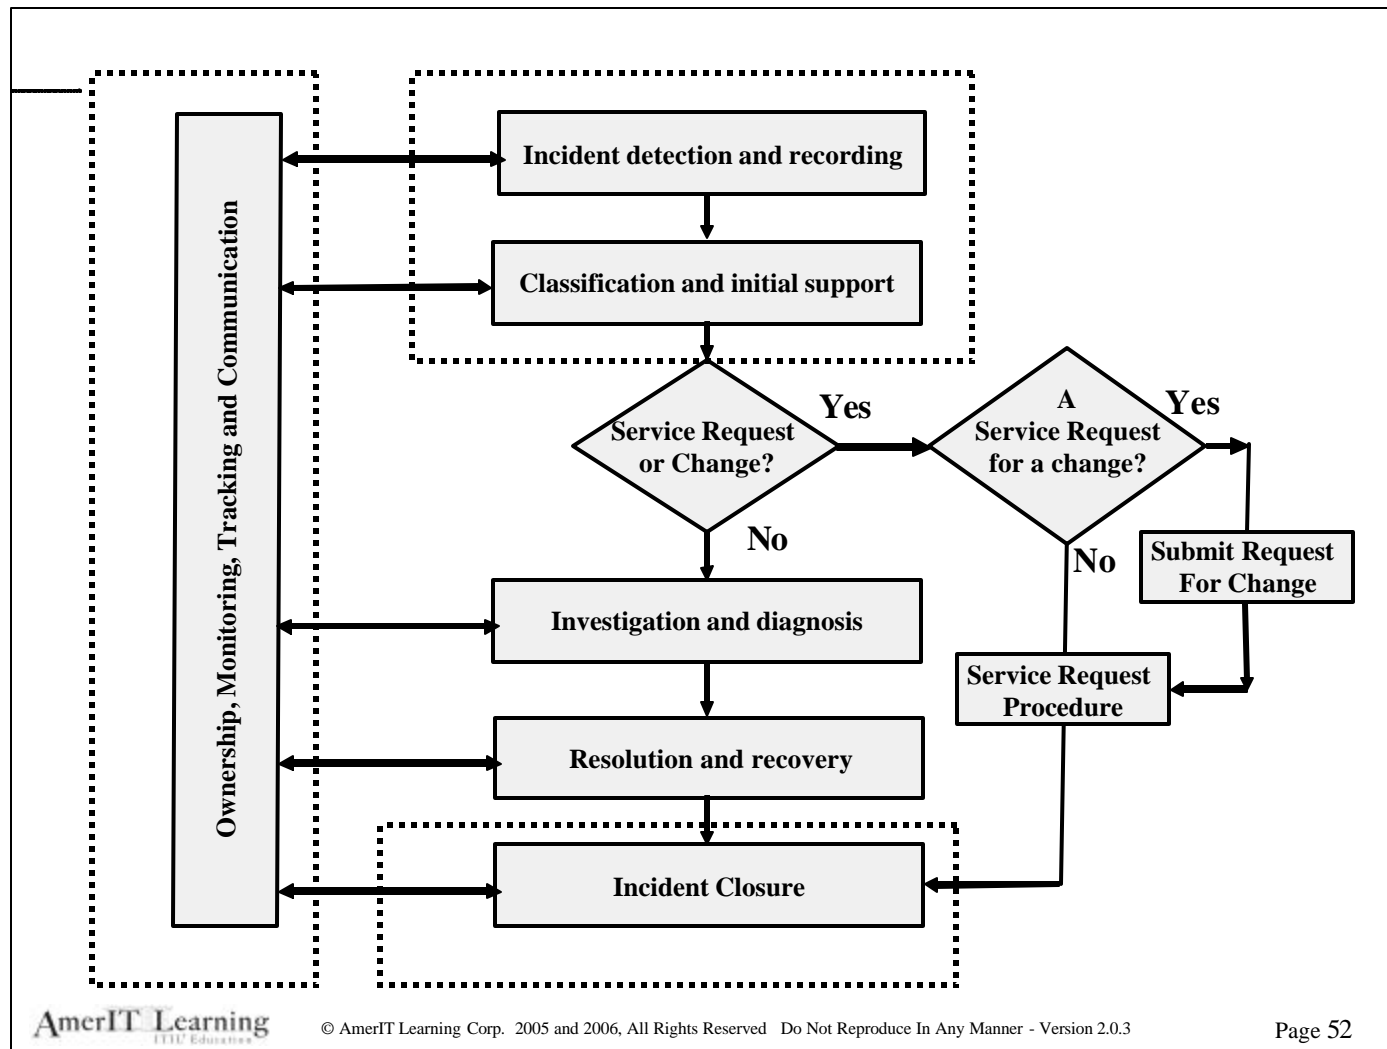 Ownership, Monitoring, Tracking and Communication
Incident detection and recording
Classification and initial support
Service Request
or Change?
Yes
No
A
Service Request
for a change?
Yes
No
Submit Request
For Change
Service Request
Procedure
Investigation and diagnosis
Resolution and recovery
Incident Closure
AmerIT Learning
ITIL® Education
© AmerIT Learning Corp. 2005 and 2006, All Rights Reserved Do Not Reproduce In Any Manner - Version 2.0.3
Page 52